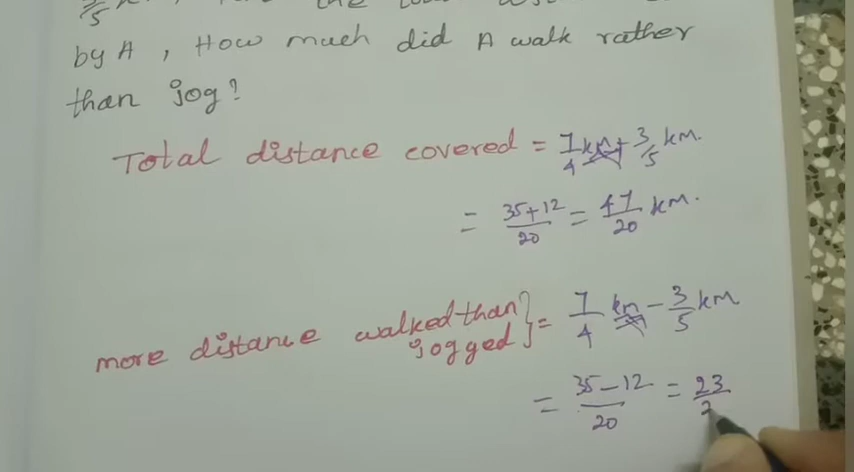 3/5
by A, How much did A walk rather
than jog?
Total distance covered = 7/4 km + 3/5 km.
= 35+12/20 = 47/20 km.
more distance walked than jogged } = 7/4 km - 3/5 km
= 35-12/20 = 23/2